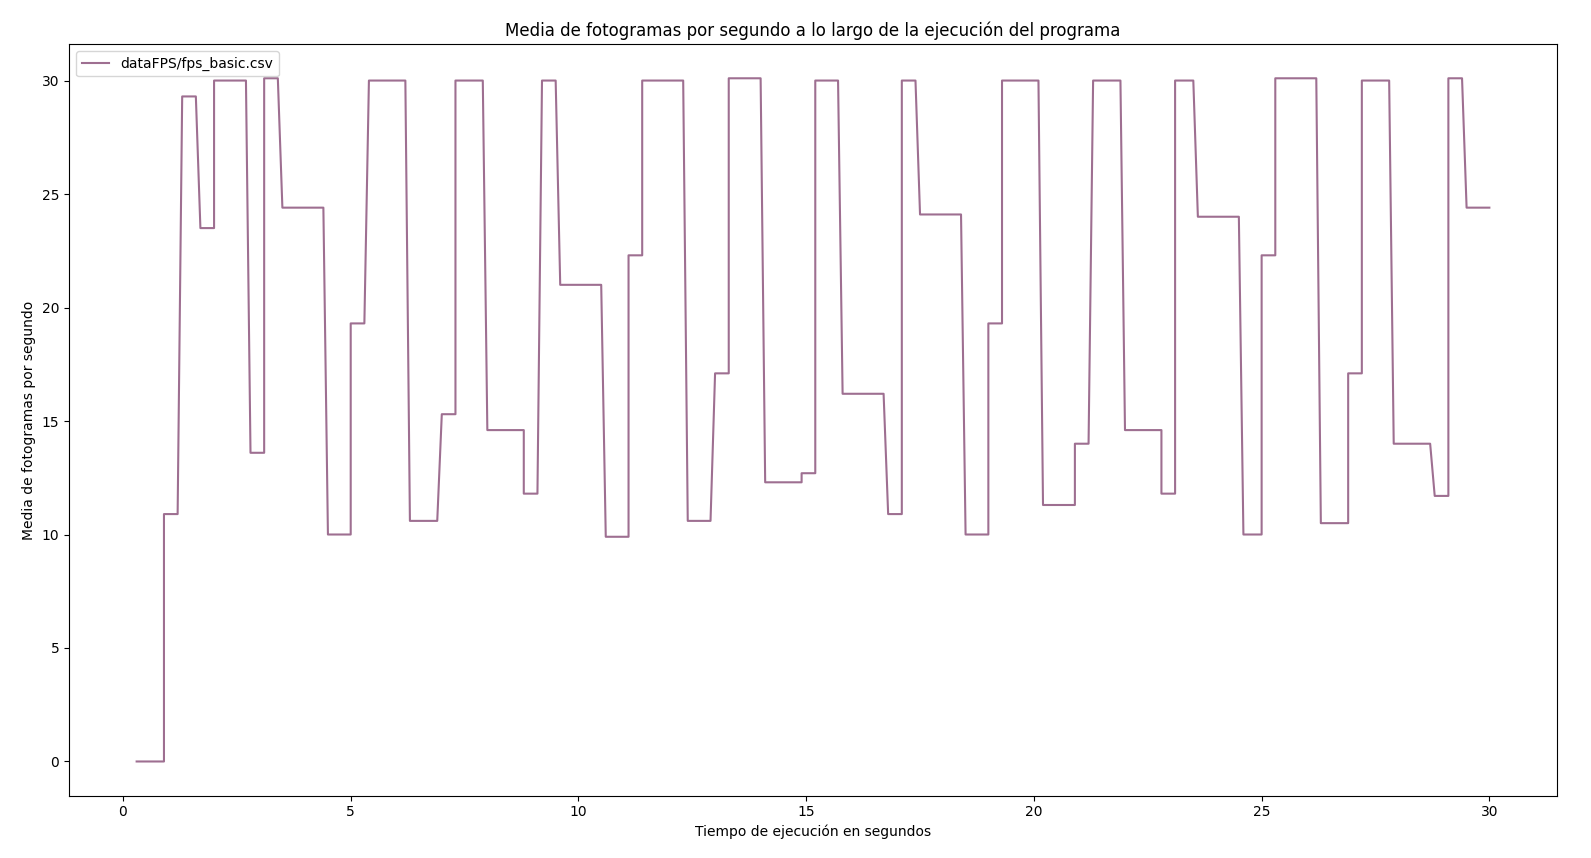 Media de fotogramas por segundo a lo largo de la ejecución del programa
dataFPS/fps_basic.csv
30
25
20
15
10
5
0
Media de fotogramas por segundo
0 5 10 15 20 25 30
Tiempo de ejecución en segundos